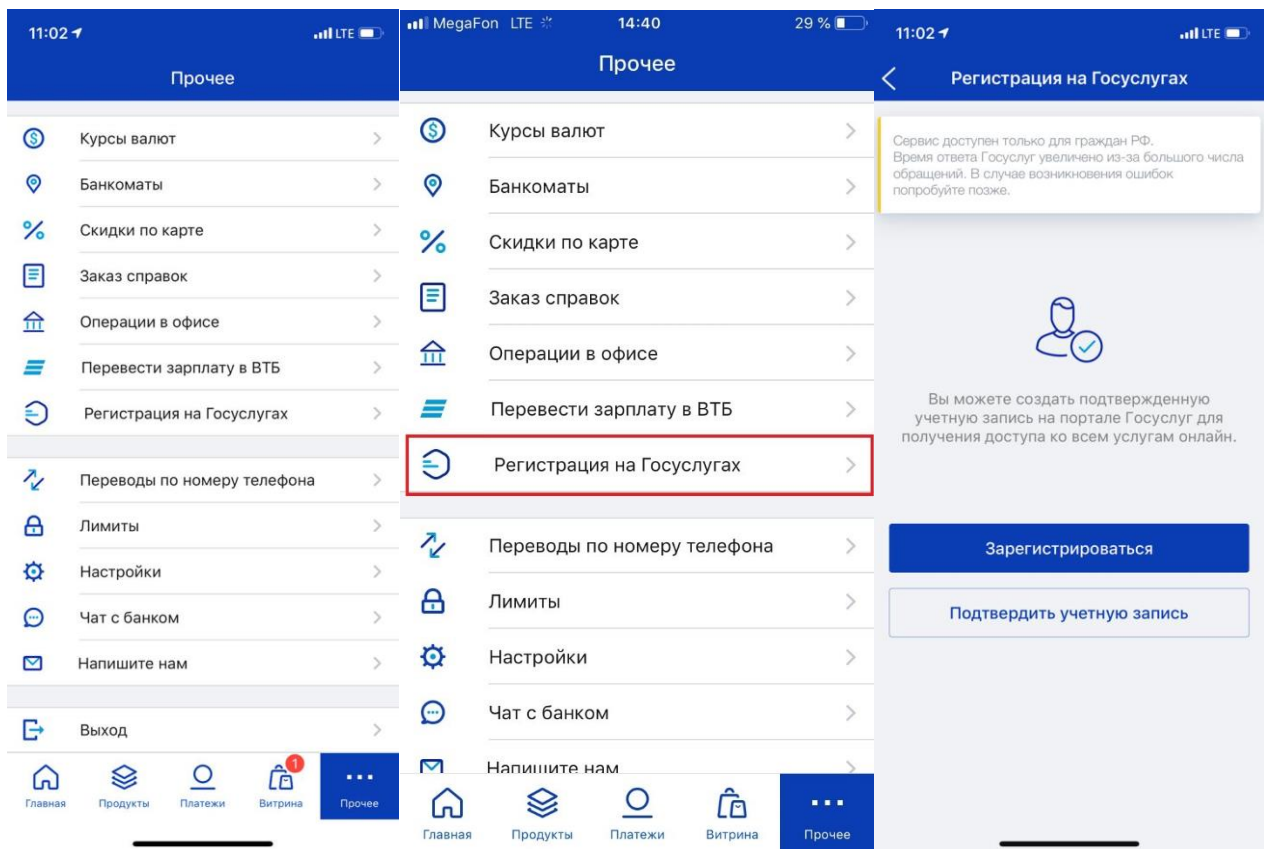 11:02
LTE
Прочее
Курсы валют
Банкоматы
Скидки по карте
Заказ справок
Операции в офисе
Перевести зарплату в ВТБ
Регистрация на Госуслугах
Переводы по номеру телефона
Лимиты
Настройки
Чат с банком
Напишите нам
Выход
1
Главная
Продукты
Платежи
Витрина
Прочее
MegaFon LTE
14:40
29 %
Прочее
Курсы валют
Банкоматы
Скидки по карте
Заказ справок
Операции в офисе
Перевести зарплату в ВТБ
Регистрация на Госуслугах
Переводы по номеру телефона
Лимиты
Настройки
Чат с банком
Напишите нам
Главная
Продукты
Платежи
Витрина
Прочее
11:02
LTE
Регистрация на Госуслугах
Сервис доступен только для граждан РФ.
Время ответа Госуслуг увеличено из-за большого числа
обращений. В случае возникновения ошибок
попробуйте позже.
Вы можете создать подтвержденную
учетную запись на портале Госуслуг для
получения доступа ко всем услугам онлайн.
Зарегистрироваться
Подтвердить учетную запись